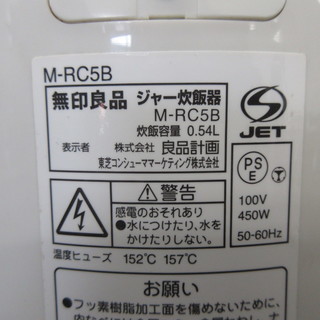 M-RC5B
無印良品 ジャー炊飯器
M-RC5B
炊飯容量 0.54L
表示者 株式会社 良品計画
東芝コンシューママーケティング株式会社
JET
PS
E
100V
450W
50-60Hz
警告
感電のおそれあり
●水につけたり、水を
かけたりしない。
温度ヒューズ 152℃ 157℃
お願い
●フッ素樹脂加工面を傷めないために、